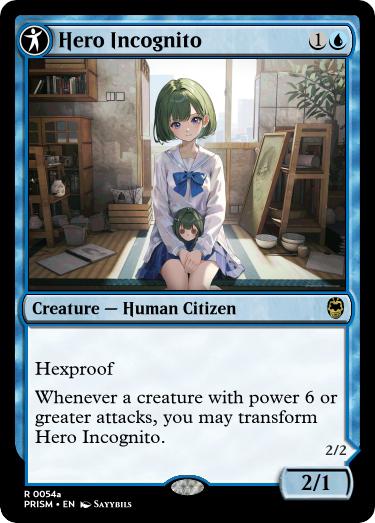 Hero Incognito
1
Creature — Human Citizen
Hexproof
Whenever a creature with power 6 or
greater attacks, you may transform
Hero Incognito.
2/2
2/1
R 0054a
PRISM • EN Sayybils